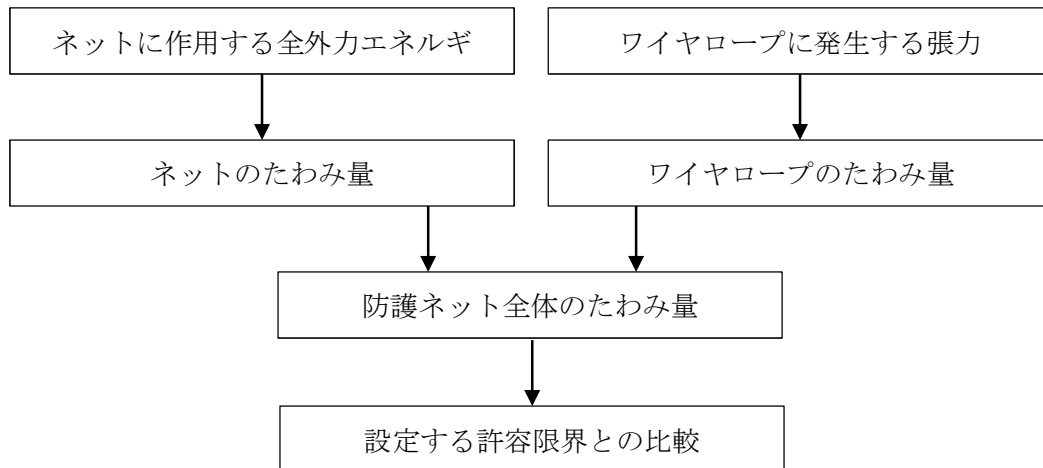 ネットに作用する全外力エネルギ
ワイヤロープに発生する張力
ネットのたわみ量
ワイヤロープのたわみ量
防護ネット全体のたわみ量
設定する許容限界との比較